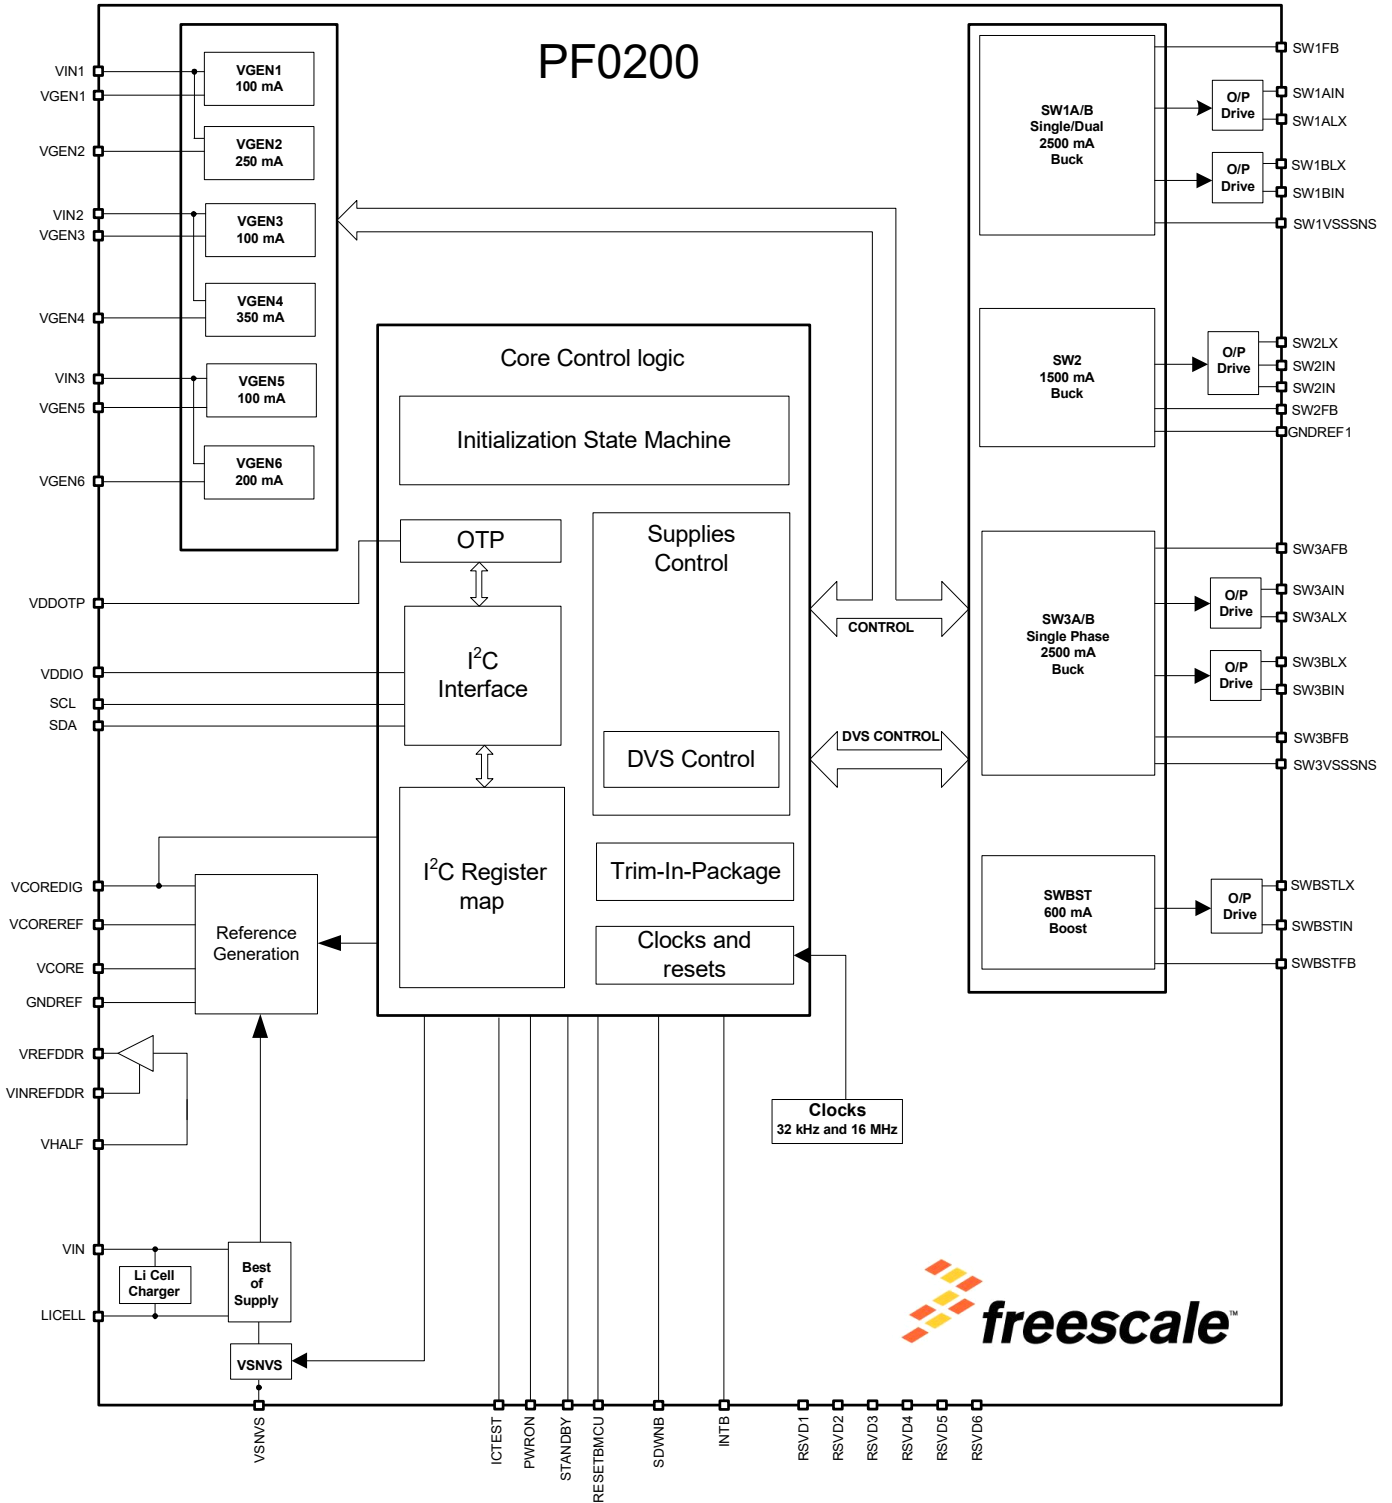 PF0200
VIN1
VGEN1
VGEN2
VIN2
VGEN3
VGEN4
VIN3
VGEN5
VGEN6
VDDOTP
VDDIO
SCL
SDA
VCOREDIG
VCOREREF
VCORE
GNDREF
VREFDDR
VINREFDDR
VHALF
VIN
LICELL
VGEN1
100 mA
VGEN2
250 mA
VGEN3
100 mA
VGEN4
350 mA
VGEN5
100 mA
VGEN6
200 mA
Core Control logic
Initialization State Machine
OTP
I2C
Interface
I2C Register
map
Supplies
Control
DVS Control
Trim-In-Package
Clocks and
resets
CONTROL
DVS CONTROL
Reference
Generation
Clocks
32 kHz and 16 MHz
Li Cell
Charger
Best
of
Supply
VSNVS
SW1A/B
Single/Dual
2500 mA
Buck
O/P
Drive
O/P
Drive
SW2
1500 mA
Buck
O/P
Drive
SW3A/B
Single Phase
2500 mA
Buck
O/P
Drive
O/P
Drive
SWBST
600 mA
Boost
O/P
Drive
SW1FB
SW1AIN
SW1ALX
SW1BLX
SW1BIN
SW1VSSSNS
SW2LX
SW2IN
SW2IN
SW2FB
GNDREF1
SW3AFB
SW3AIN
SW3ALX
SW3BLX
SW3BIN
SW3BFB
SW3VSSSNS
SWBSTLX
SWBSTIN
SWBSTFB
freescale™
VSNVS
ICTEST
PWRON
STANDBY
RESETBMCU
SDWNB
INTB
RSVD1
RSVD2
RSVD3
RSVD4
RSVD5
RSVD6